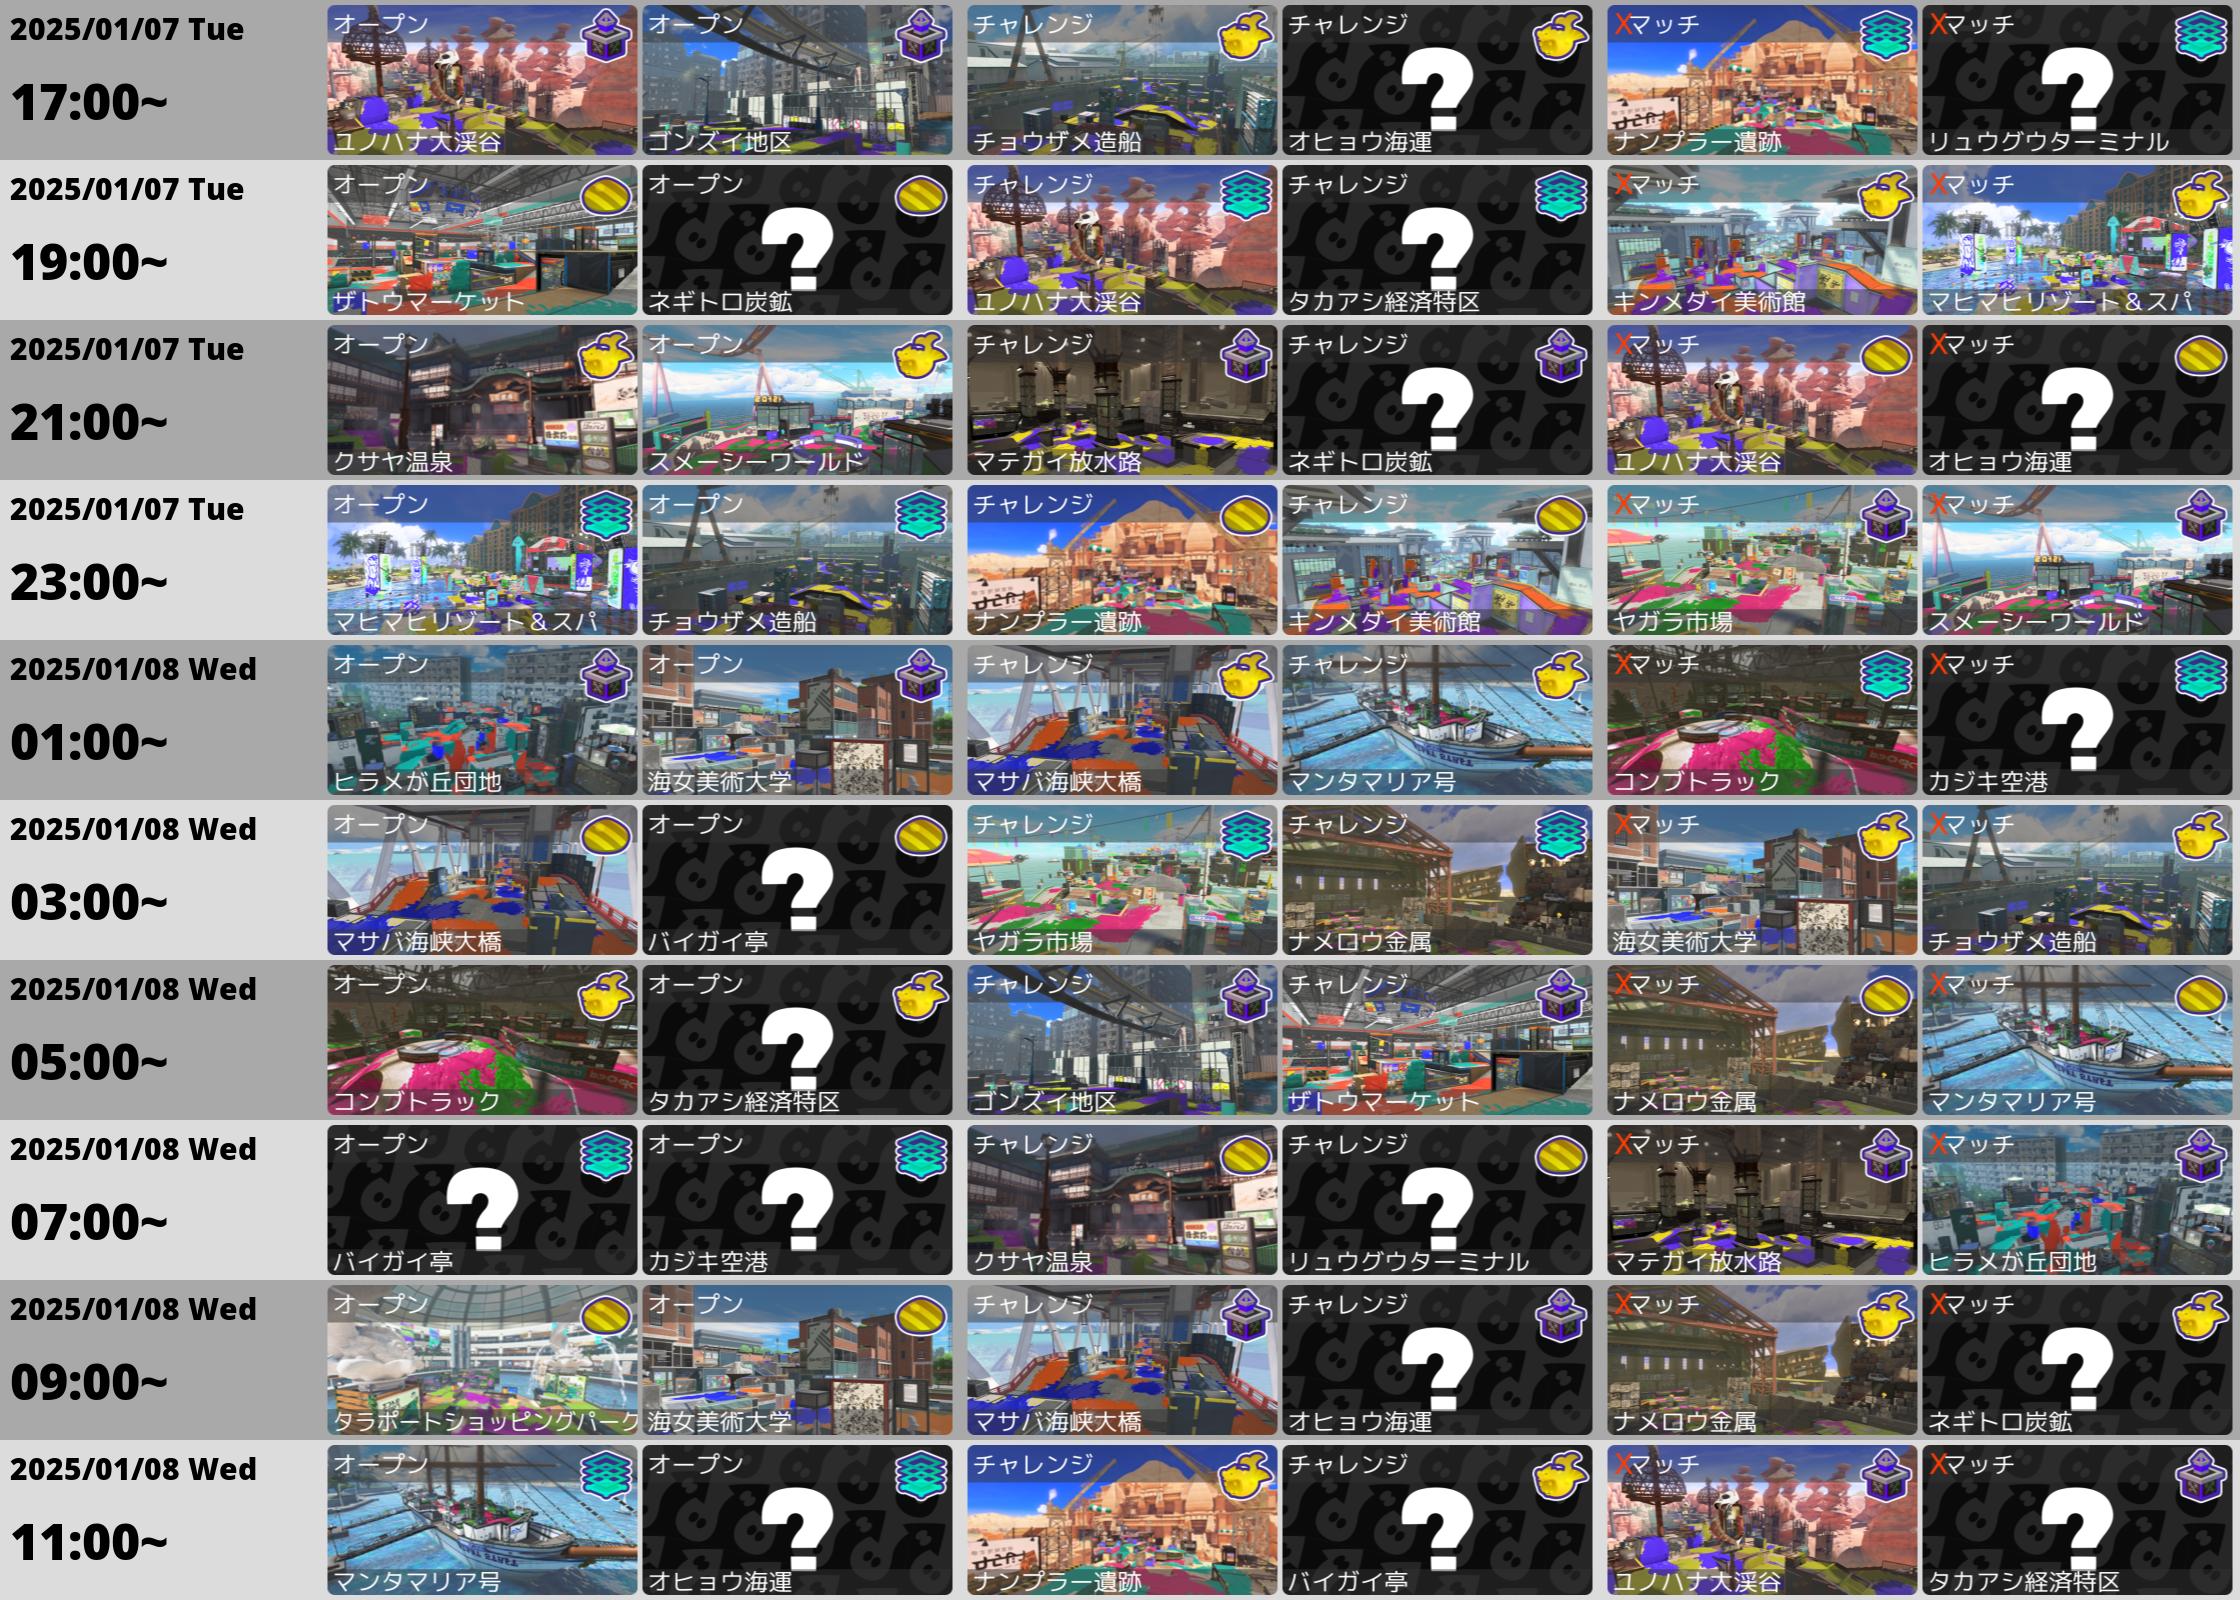 2025/01/07 Tue
17:00~
オープン
ユノハナ大渓谷
オープン
ゴンズイ地区
チャレンジ
チョウザメ造船
チャレンジ
オヒョウ海運
Xマッチ
ナンプラー遺跡
Xマッチ
リュウグウターミナル
2025/01/07 Tue
19:00~
オープン
ザトウマーケット
オープン
ネギトロ炭鉱
チャレンジ
ユノハナ大渓谷
チャレンジ
タカアシ経済特区
Xマッチ
キンメダイ美術館
Xマッチ
マヒマヒリゾート&スパ
2025/01/07 Tue
21:00~
オープン
クサヤ温泉
オープン
スメーシーワールド
チャレンジ
マテガイ放水路
チャレンジ
ネギトロ炭鉱
Xマッチ
ユノハナ大渓谷
Xマッチ
オヒョウ海運
2025/01/07 Tue
23:00~
オープン
マヒマヒリゾート&スパ
オープン
チョウザメ造船
チャレンジ
ナンプラー遺跡
チャレンジ
キンメダイ美術館
Xマッチ
ヤガラ市場
Xマッチ
スメーシーワールド
2025/01/08 Wed
01:00~
オープン
ヒラメが丘団地
オープン
海女美術大学
チャレンジ
マサバ海峡大橋
チャレンジ
マンタマリア号
Xマッチ
コンブトラック
Xマッチ
カジキ空港
2025/01/08 Wed
03:00~
オープン
マサバ海峡大橋
オープン
バイガイ亭
チャレンジ
ヤガラ市場
チャレンジ
ナメロウ金属
Xマッチ
海女美術大学
Xマッチ
チョウザメ造船
2025/01/08 Wed
05:00~
オープン
コンブトラック
オープン
タカアシ経済特区
チャレンジ
ゴンズイ地区
チャレンジ
ザトウマーケット
Xマッチ
ナメロウ金属
Xマッチ
マンタマリア号
2025/01/08 Wed
07:00~
オープン
バイガイ亭
オープン
カジキ空港
チャレンジ
クサヤ温泉
チャレンジ
リュウグウターミナル
Xマッチ
マテガイ放水路
Xマッチ
ヒラメが丘団地
2025/01/08 Wed
09:00~
オープン
タラポートショッピングパーク
オープン
海女美術大学
チャレンジ
マサバ海峡大橋
チャレンジ
オヒョウ海運
Xマッチ
ナメロウ金属
Xマッチ
ネギトロ炭鉱
2025/01/08 Wed
11:00~
オープン
マンタマリア号
オープン
オヒョウ海運
チャレンジ
ナンプラー遺跡
チャレンジ
バイガイ亭
Xマッチ
ユノハナ大渓谷
Xマッチ
タカアシ経済特区